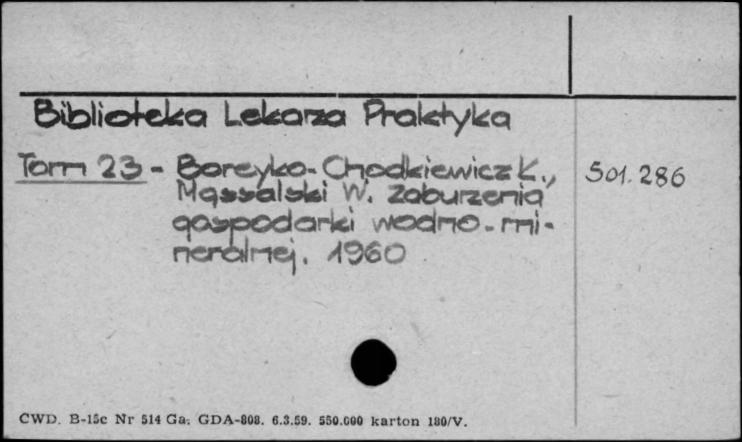 Biblioteka Lekarza Praktyka
Tom 23 - Boreyko-Chodkiewicz K.,
Mąssalski W. Zaburzenia
gospodarki wodno-mi-
neralnej. 1960
501.286
CWD. B-15c Nr 514 Ga. GDA-808. 6.3.59. 550.000 karton 180/V.